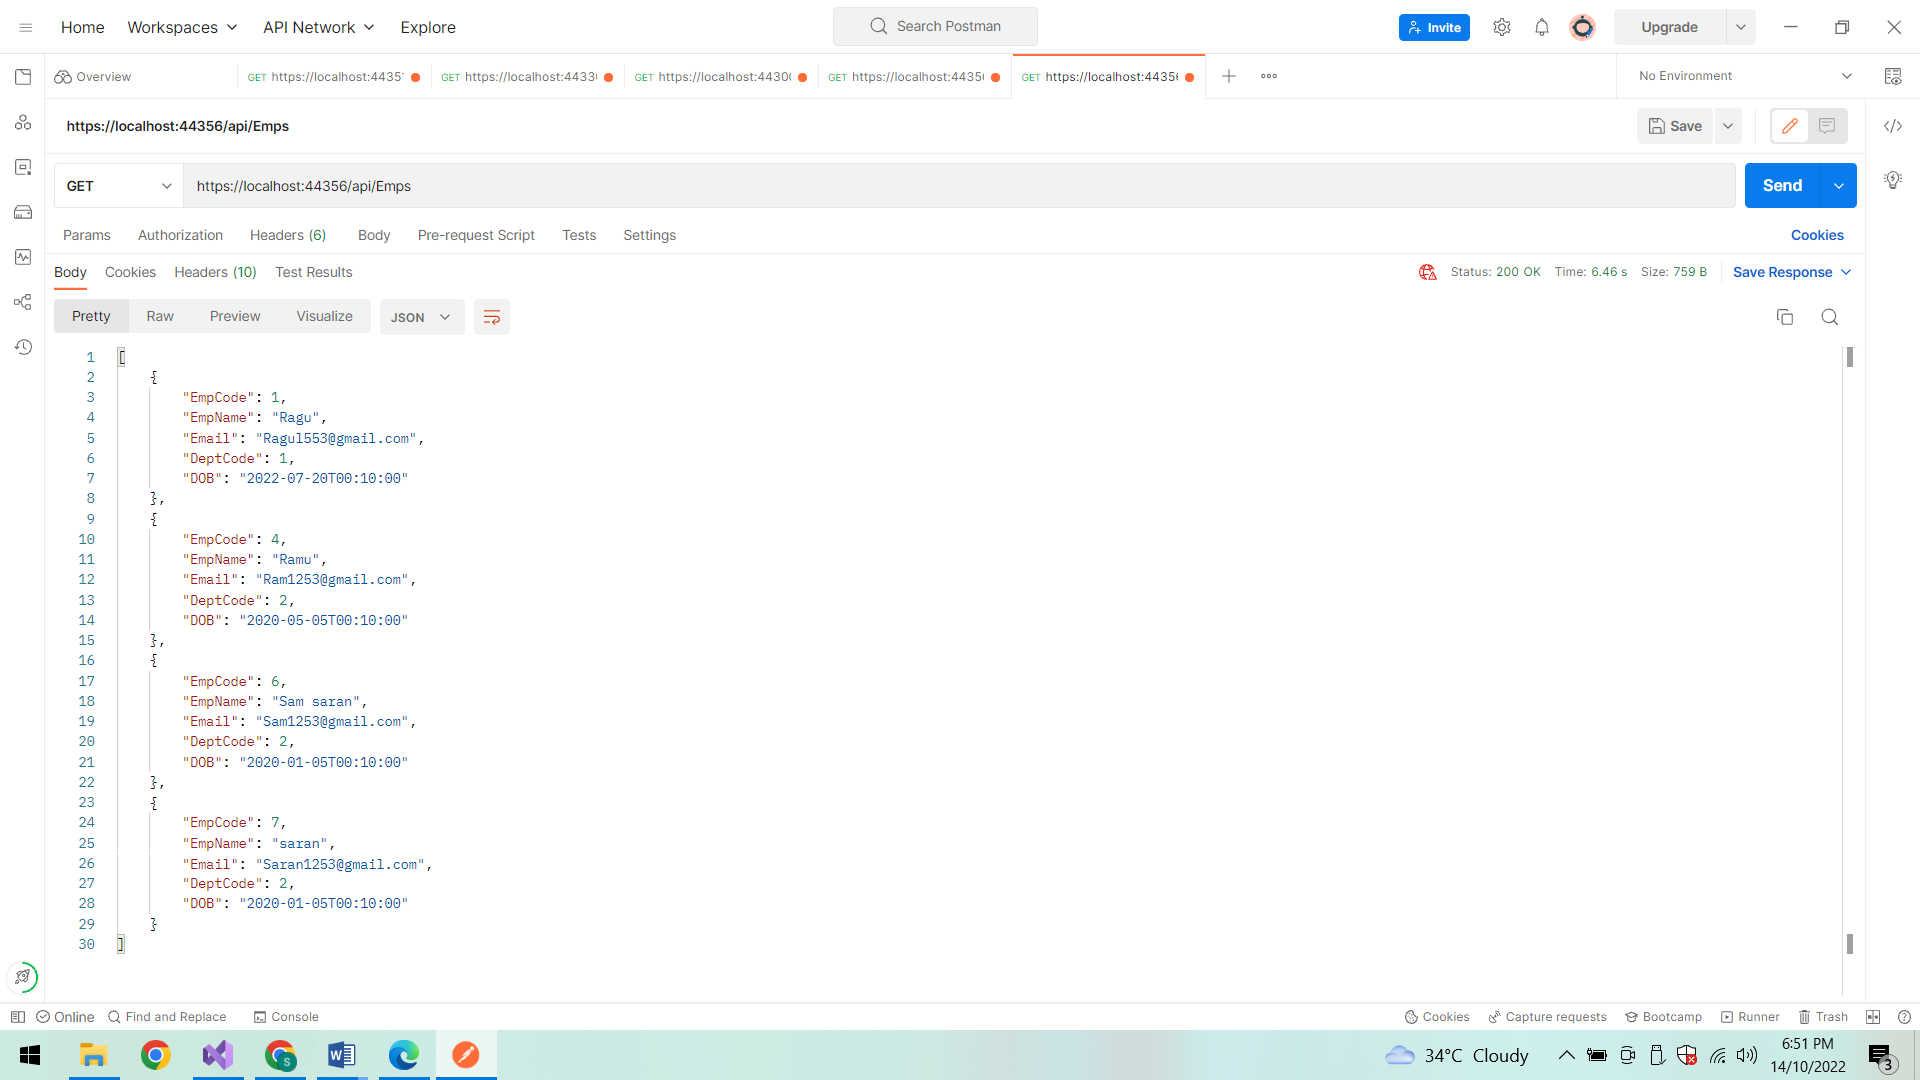 Home Workspaces API Network Explore Search Postman Invite Upgrade
Overview GET https://localhost:4435 GET https://localhost:4433 GET https://localhost:4430 GET https://localhost:4435 GET https://localhost:4435 No Environment
https://localhost:44356/api/Emps Save
GET https://localhost:44356/api/Emps Send
Params Authorization Headers (6) Body Pre-request Script Tests Settings Cookies
Body Cookies Headers (10) Test Results Status: 200 OK Time: 6.46 s Size: 759 B Save Response
Pretty Raw Preview Visualize JSON
1 [
2 {
3 "EmpCode": 1,
4 "EmpName": "Ragu",
5 "Email": "Ragul553@gmail.com",
6 "DeptCode": 1,
7 "DOB": "2022-07-20T00:10:00"
8 },
9 {
10 "EmpCode": 4,
11 "EmpName": "Ramu",
12 "Email": "Ram1253@gmail.com",
13 "DeptCode": 2,
14 "DOB": "2020-05-05T00:10:00"
15 },
16 {
17 "EmpCode": 6,
18 "EmpName": "Sam saran",
19 "Email": "Sam1253@gmail.com",
20 "DeptCode": 2,
21 "DOB": "2020-01-05T00:10:00"
22 },
23 {
24 "EmpCode": 7,
25 "EmpName": "saran",
26 "Email": "Saran1253@gmail.com",
27 "DeptCode": 2,
28 "DOB": "2020-01-05T00:10:00"
29 }
30 ]
Online Find and Replace Console Cookies Capture requests Bootcamp Runner Trash
34°C Cloudy 6:51 PM
14/10/2022 3